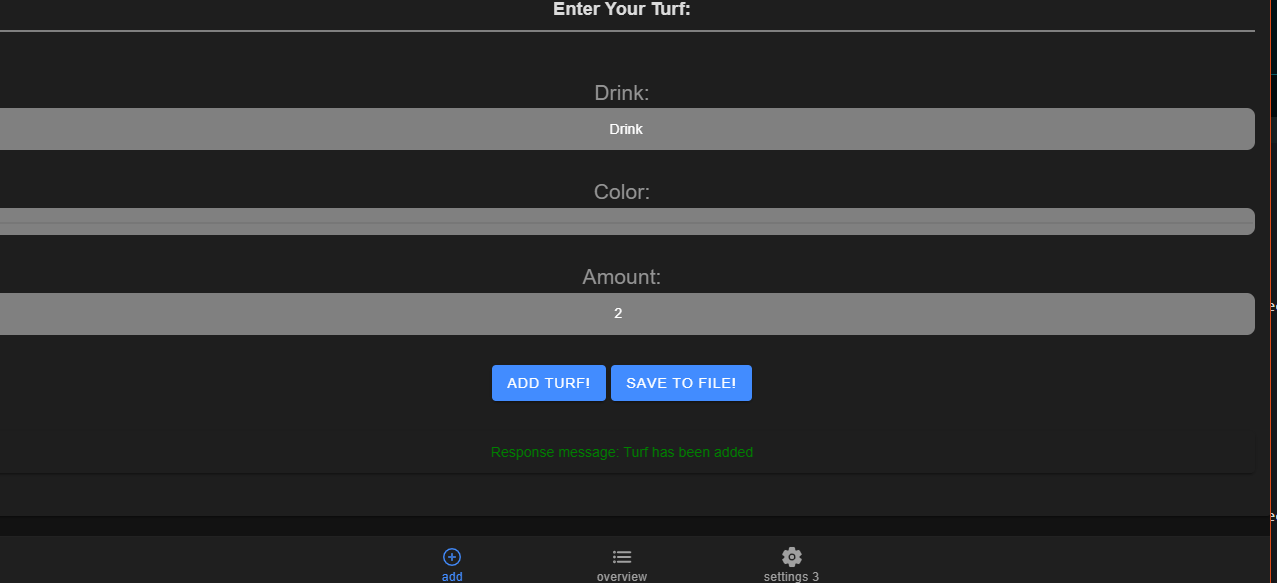 Enter Your Turf:
Drink:
Drink
Color:
Amount:
2
ADD TURF! SAVE TO FILE!
Response message: Turf has been added
add overview settings 3